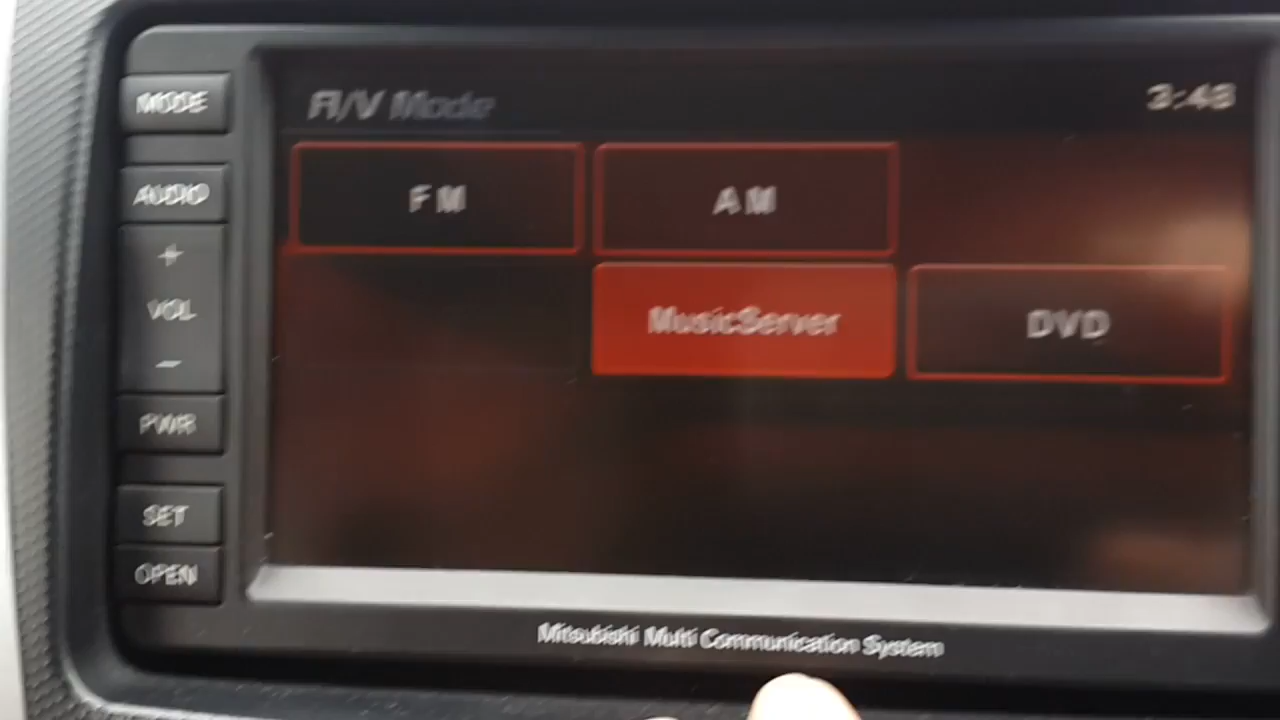 MODE
A/V Mode
3:48
AUDIO
FM
AM
+
VOL
-
MusicServer
DVD
PWR
SET
OPEN
Mitsubishi Multi Communication System